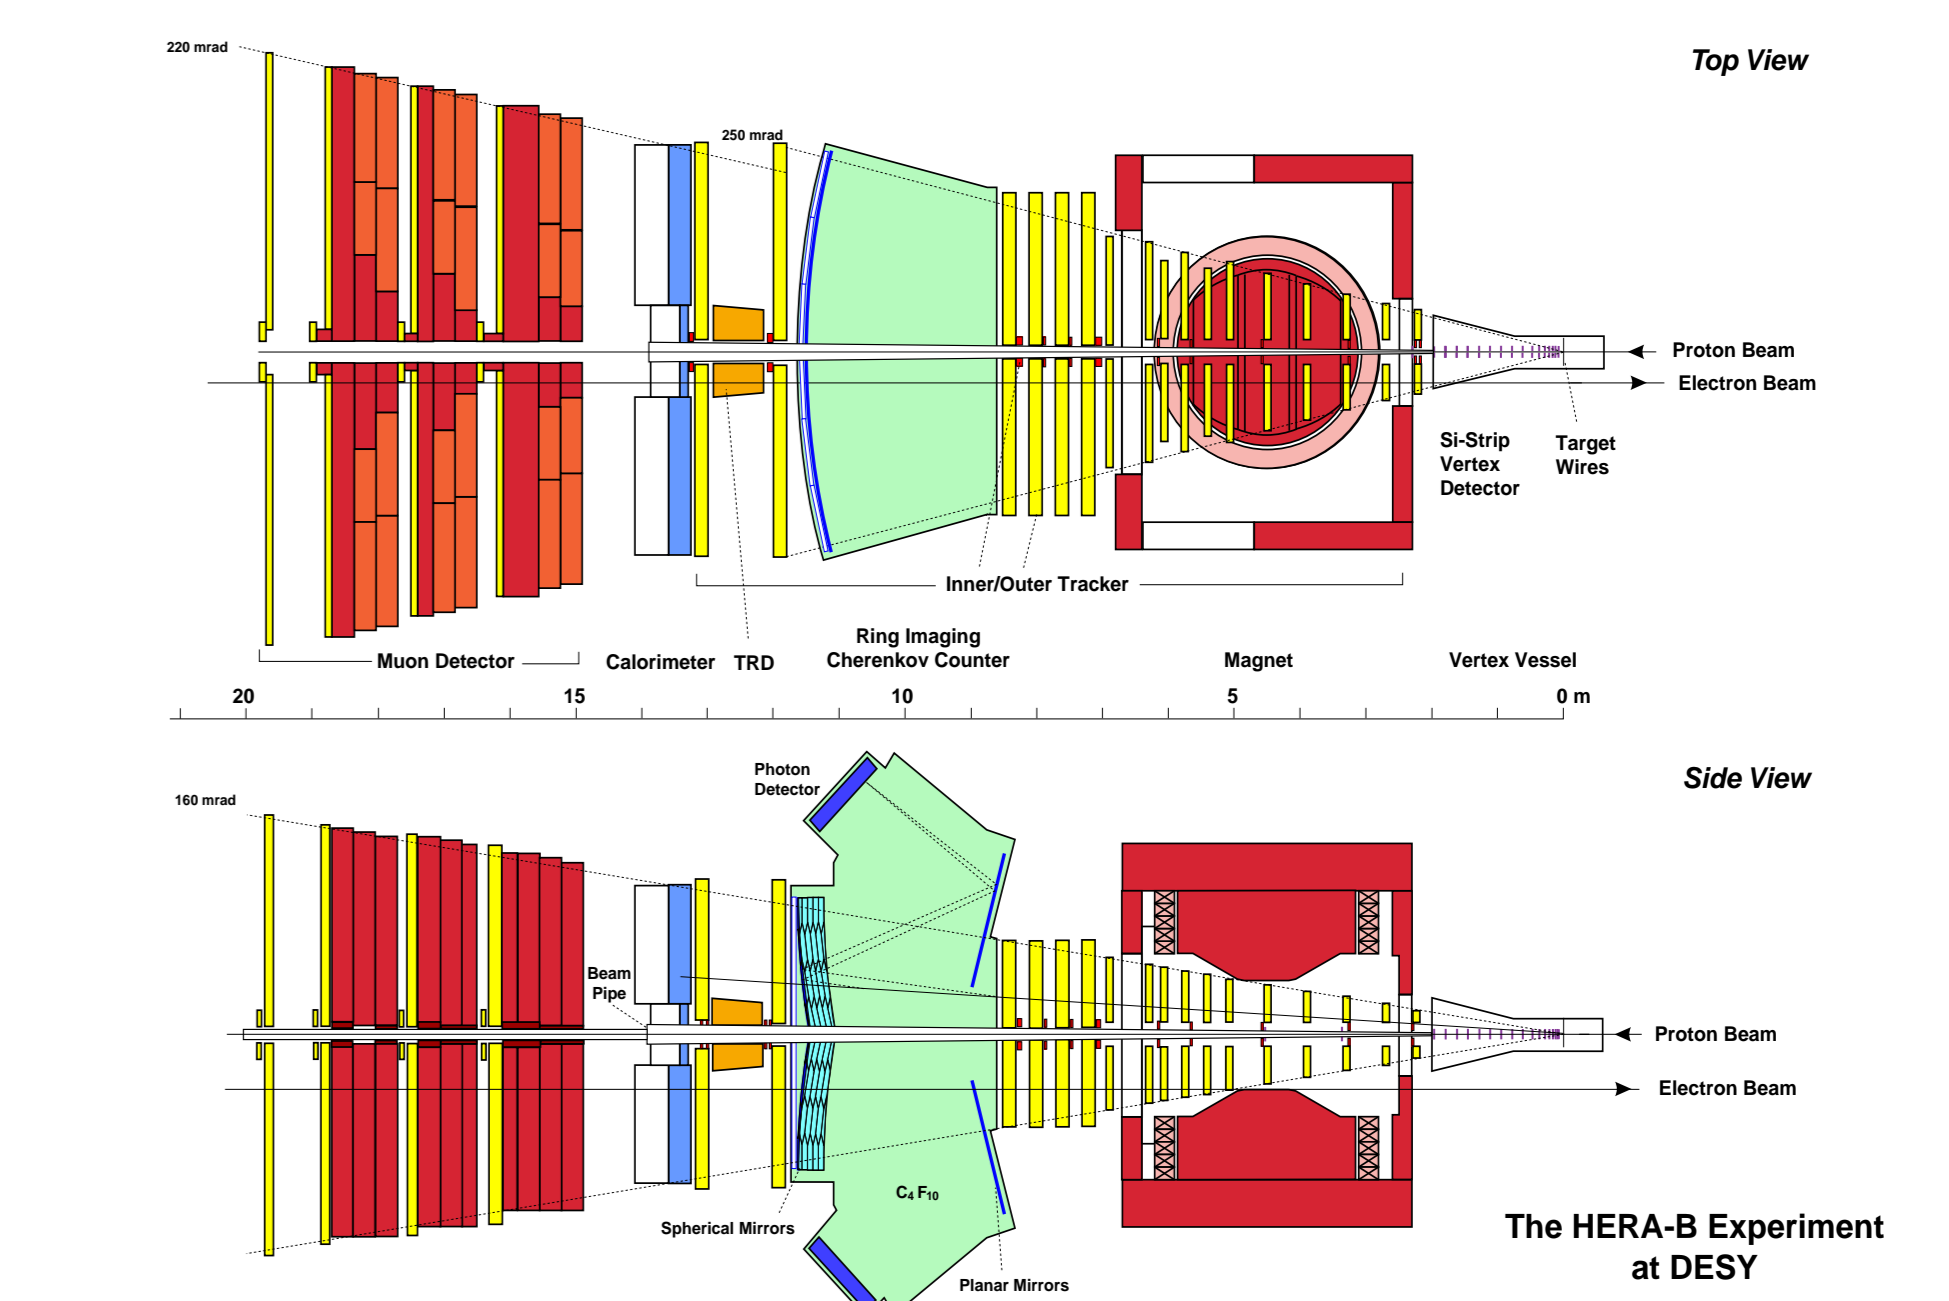 220 mrad
Top View
250 mrad
Proton Beam
Electron Beam
Si-Strip
Vertex
Detector
Target
Wires
Inner/Outer Tracker
Muon Detector
Calorimeter
TRD
Ring Imaging
Cherenkov Counter
Magnet
Vertex Vessel
20
15
10
5
0 m
Photon
Detector
Side View
160 mrad
Beam
Pipe
Proton Beam
Electron Beam
C4 F10
Spherical Mirrors
Planar Mirrors
The HERA-B Experiment
at DESY